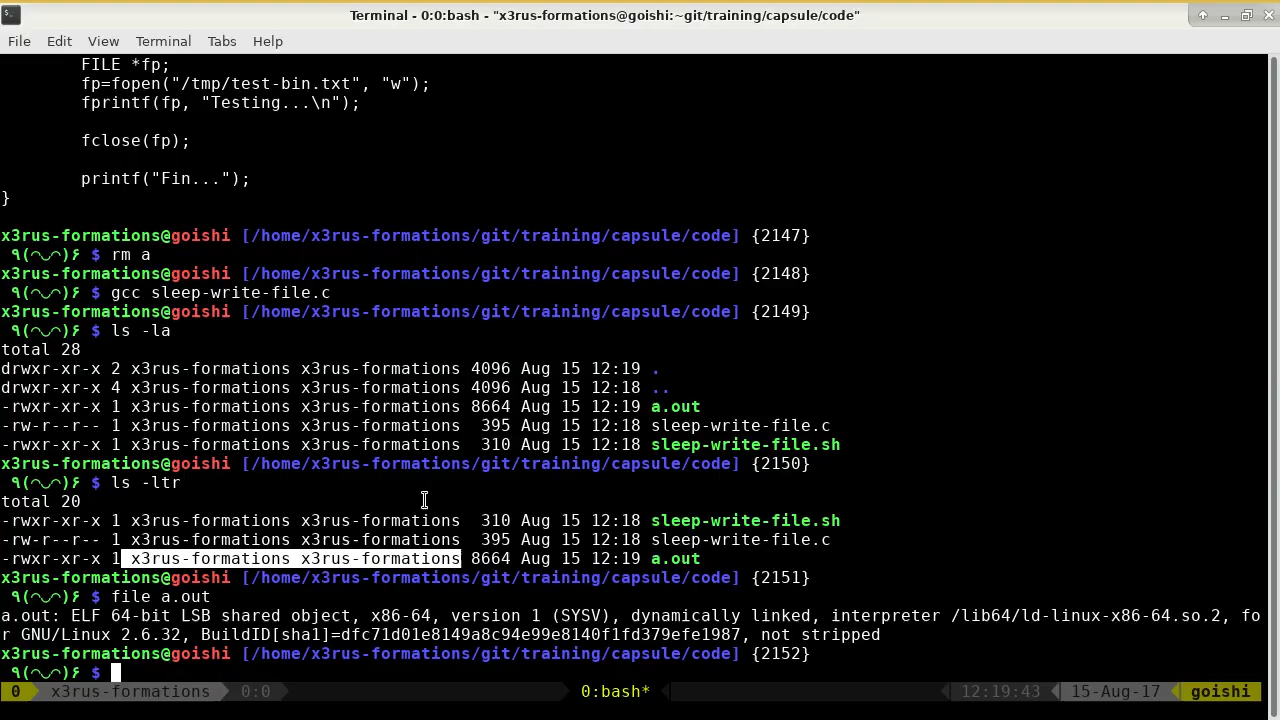 Terminal - 0:0:bash - "x3rus-formations@goishi:~git/training/capsule/code"
File Edit View Terminal Tabs Help
FILE *fp;
fp=fopen("/tmp/test-bin.txt", "w");
fprintf(fp, "Testing...\n");
fclose(fp);
printf("Fin...");
}
x3rus-formations@goishi [/home/x3rus-formations/git/training/capsule/code] {2147}
٩(◠◡◠)۶ $ rm a
x3rus-formations@goishi [/home/x3rus-formations/git/training/capsule/code] {2148}
٩(◠◡◠)۶ $ gcc sleep-write-file.c
x3rus-formations@goishi [/home/x3rus-formations/git/training/capsule/code] {2149}
٩(◠◡◠)۶ $ ls -la
total 28
drwxr-xr-x 2 x3rus-formations x3rus-formations 4096 Aug 15 12:19 .
drwxr-xr-x 4 x3rus-formations x3rus-formations 4096 Aug 15 12:18 ..
-rwxr-xr-x 1 x3rus-formations x3rus-formations 8664 Aug 15 12:19 a.out
-rw-r--r-- 1 x3rus-formations x3rus-formations  395 Aug 15 12:18 sleep-write-file.c
-rwxr-xr-x 1 x3rus-formations x3rus-formations  310 Aug 15 12:18 sleep-write-file.sh
x3rus-formations@goishi [/home/x3rus-formations/git/training/capsule/code] {2150}
٩(◠◡◠)۶ $ ls -ltr
total 20
-rwxr-xr-x 1 x3rus-formations x3rus-formations  310 Aug 15 12:18 sleep-write-file.sh
-rw-r--r-- 1 x3rus-formations x3rus-formations  395 Aug 15 12:18 sleep-write-file.c
-rwxr-xr-x 1 x3rus-formations x3rus-formations 8664 Aug 15 12:19 a.out
x3rus-formations@goishi [/home/x3rus-formations/git/training/capsule/code] {2151}
٩(◠◡◠)۶ $ file a.out
a.out: ELF 64-bit LSB shared object, x86-64, version 1 (SYSV), dynamically linked, interpreter /lib64/ld-linux-x86-64.so.2, fo
r GNU/Linux 2.6.32, BuildID[sha1]=dfc71d01e8149a8c94e99e8140f1fd379efe1987, not stripped
x3rus-formations@goishi [/home/x3rus-formations/git/training/capsule/code] {2152}
٩(◠◡◠)۶ $
0 x3rus-formations 0:0 0:bash* 12:19:43 15-Aug-17 goishi